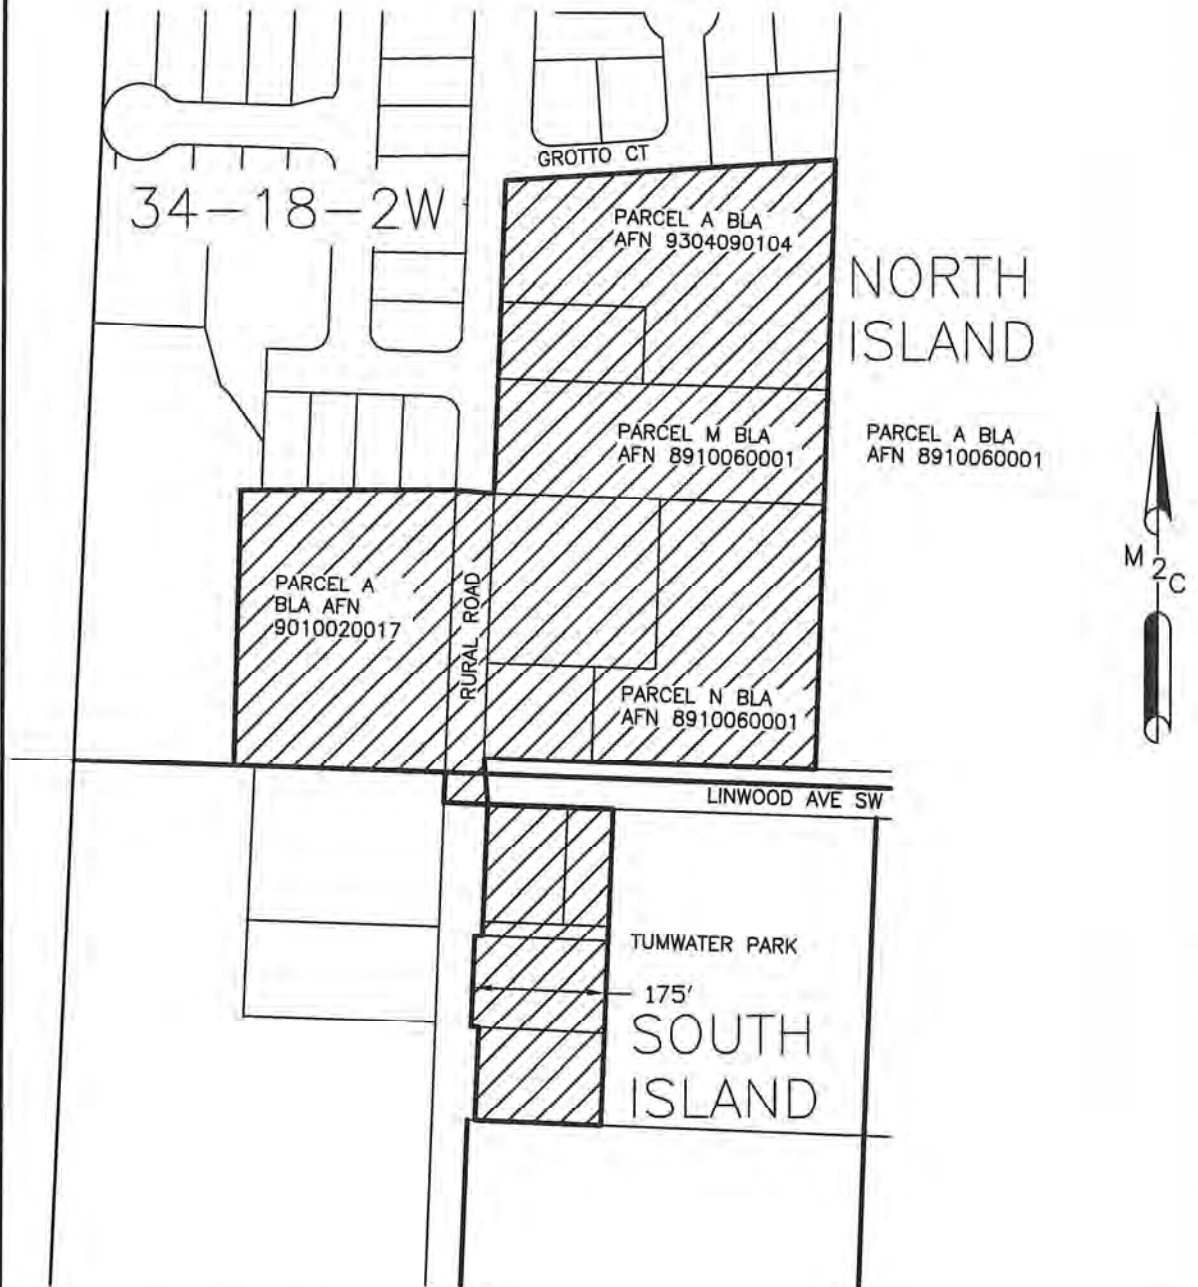 GROTTO CT
34-18-2W
PARCEL A BLA
AFN 9304090104
NORTH
ISLAND
PARCEL M BLA
AFN 8910060001
PARCEL A BLA
AFN 8910060001
M2C
PARCEL A
BLA AFN
9010020017
RURAL ROAD
PARCEL N BLA
AFN 8910060001
LINWOOD AVE SW
TUMWATER PARK
175'
SOUTH
ISLAND